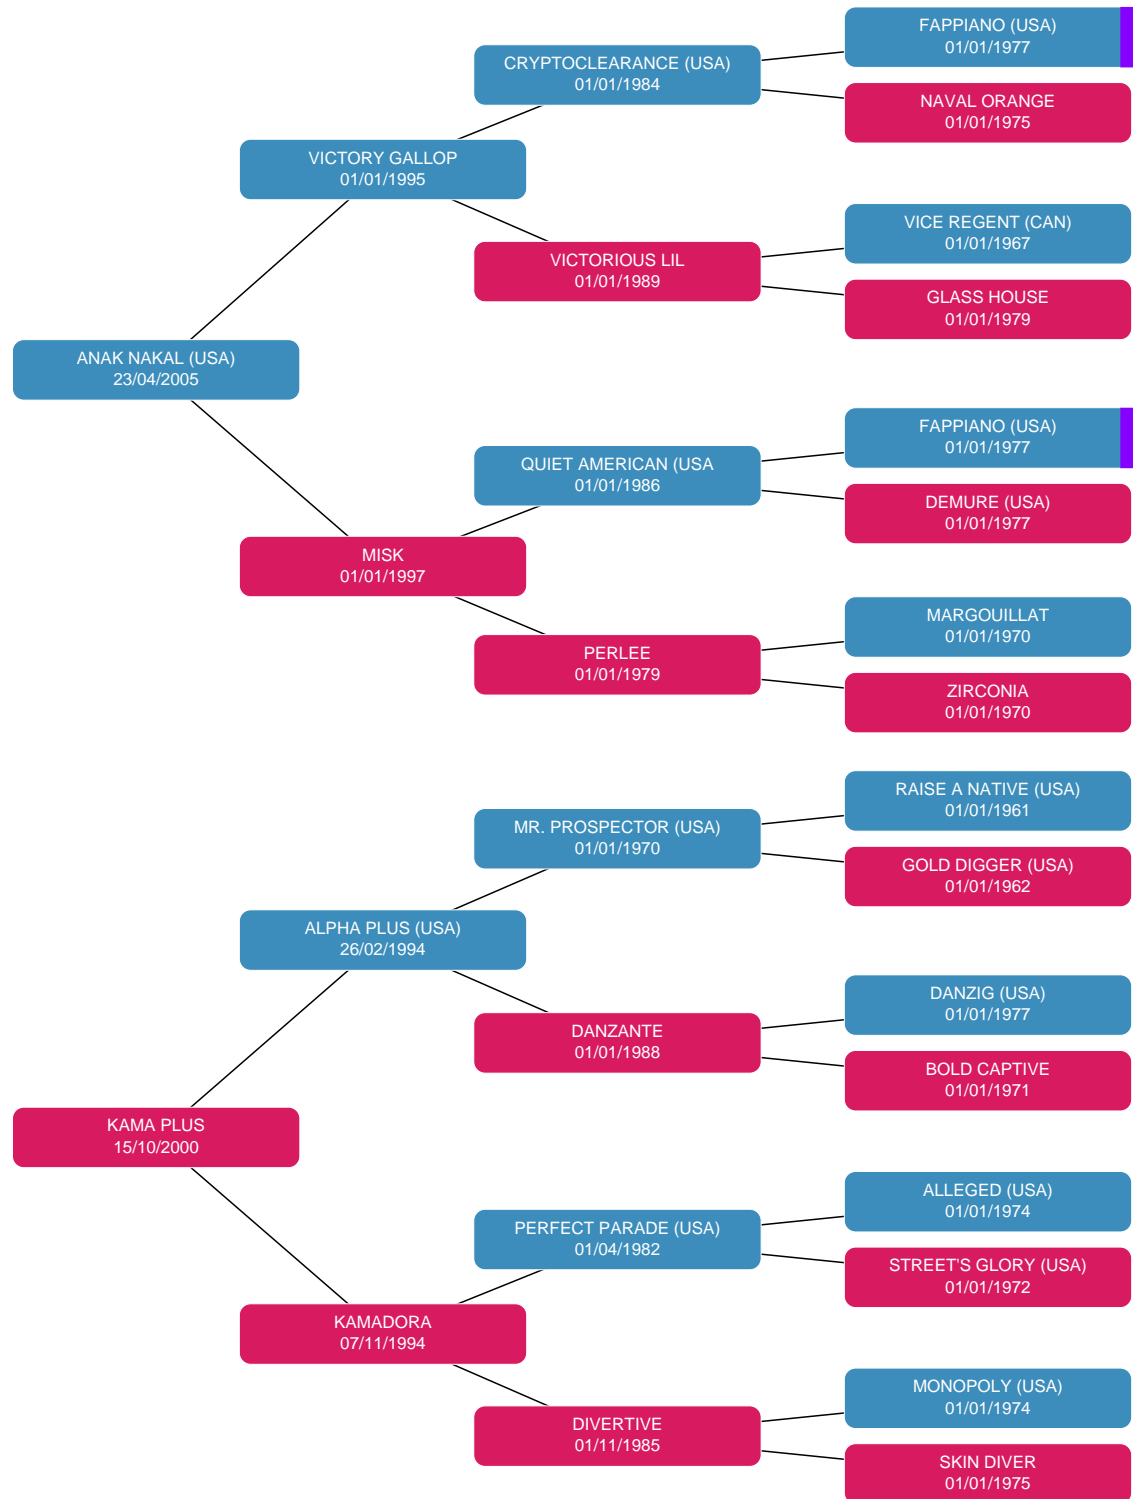 FAPPIANO (USA)
01/01/1977
CRYPTOCLEARANCE (USA)
01/01/1984
NAVAL ORANGE
01/01/1975
VICTORY GALLOP
01/01/1995
VICE REGENT (CAN)
01/01/1967
VICTORIOUS LIL
01/01/1989
GLASS HOUSE
01/01/1979
ANAK NAKAL (USA)
23/04/2005
FAPPIANO (USA)
01/01/1977
QUIET AMERICAN (USA
01/01/1986
DEMURE (USA)
01/01/1977
MISK
01/01/1997
MARGOUILLAT
01/01/1970
PERLEE
01/01/1979
ZIRCONIA
01/01/1970
RAISE A NATIVE (USA)
01/01/1961
MR. PROSPECTOR (USA)
01/01/1970
GOLD DIGGER (USA)
01/01/1962
ALPHA PLUS (USA)
26/02/1994
DANZIG (USA)
01/01/1977
DANZANTE
01/01/1988
BOLD CAPTIVE
01/01/1971
KAMA PLUS
15/10/2000
ALLEGED (USA)
01/01/1974
PERFECT PARADE (USA)
01/04/1982
STREET'S GLORY (USA)
01/01/1972
KAMADORA
07/11/1994
MONOPOLY (USA)
01/01/1974
DIVERTIVE
01/11/1985
SKIN DIVER
01/01/1975